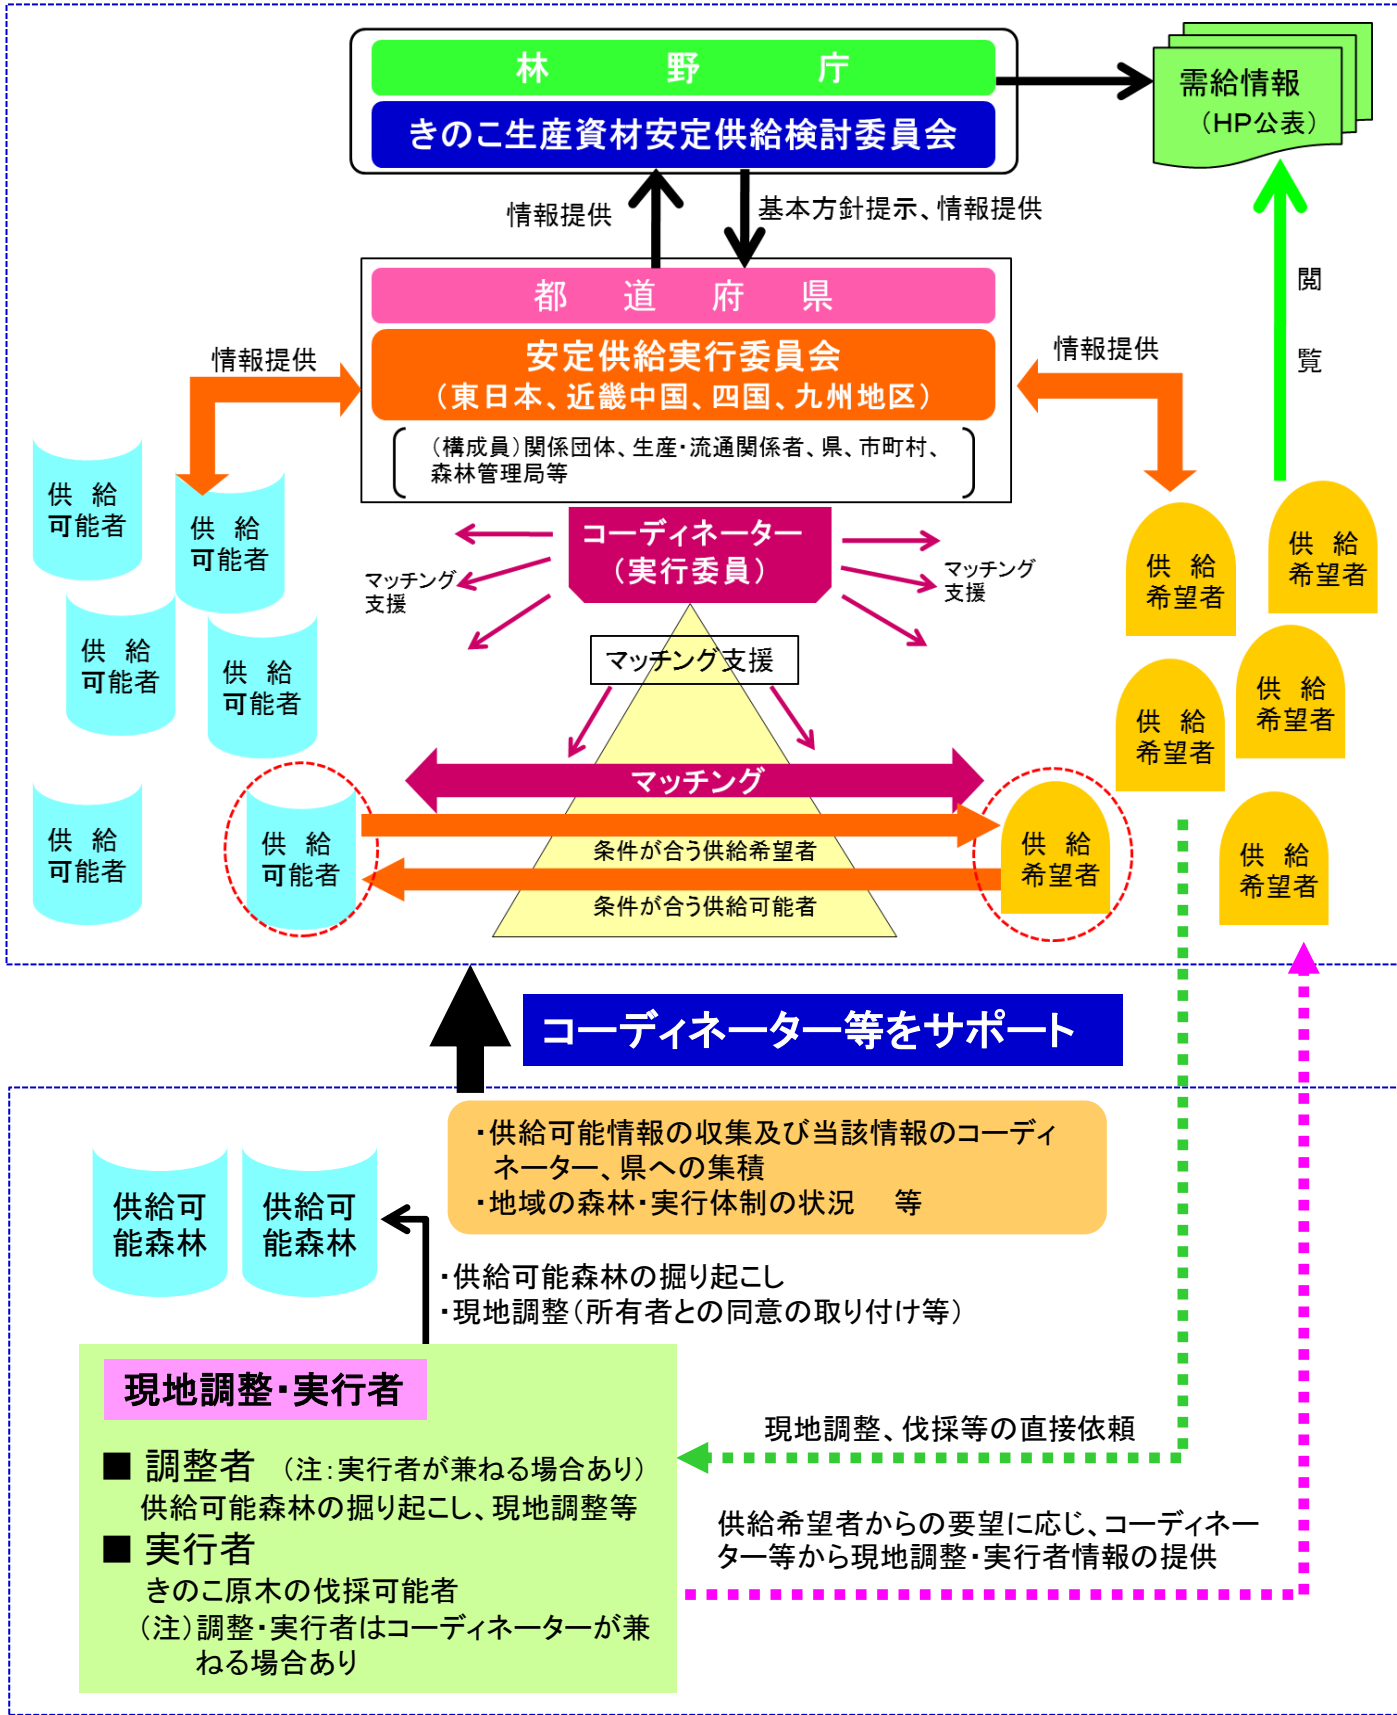 林 野 庁
きのこ生産資材安定供給検討委員会
需給情報
（HP公表）
情報提供
基本方針提示、情報提供
閲
覧
都 道 府 県
安定供給実行委員会
（東日本、近畿中国、四国、九州地区）
（構成員）関係団体、生産・流通関係者、県、市町村、
森林管理局等
情報提供
情報提供
コーディネーター
（実行委員）
マッチング
支援
マッチング
支援
マッチング支援
供 給
可能者
供 給
可能者
供 給
可能者
供 給
可能者
供 給
可能者
供 給
可能者
供 給
希望者
供 給
希望者
供 給
希望者
供 給
希望者
供 給
希望者
供 給
希望者
マッチング
条件が合う供給希望者
条件が合う供給可能者
コーディネーター等をサポート
・供給可能情報の収集及び当該情報のコーディ
ネーター、県への集積
・地域の森林・実行体制の状況 等
供給可
能森林
供給可
能森林
・供給可能森林の掘り起こし
・現地調整（所有者との同意の取り付け等）
現地調整・実行者
■ 調整者 （注：実行者が兼ねる場合あり）
供給可能森林の掘り起こし、現地調整等
■ 実行者
きのこ原木の伐採可能者
（注）調整・実行者はコーディネーターが兼
ねる場合あり
現地調整、伐採等の直接依頼
供給希望者からの要望に応じ、コーディネー
ター等から現地調整・実行者情報の提供